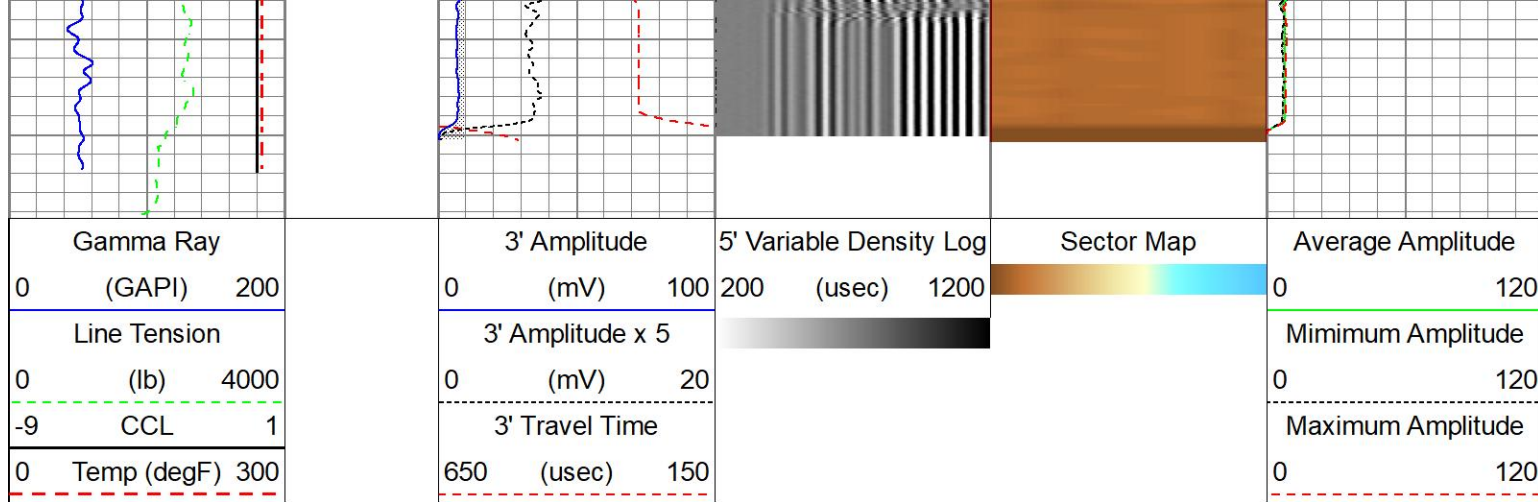 Gamma Ray
0 (GAPI) 200
Line Tension
0 (lb) 4000
-9 CCL 1
0 Temp (degF) 300
3' Amplitude
0 (mV) 100
3' Amplitude x 5
0 (mV) 20
3' Travel Time
650 (usec) 150
5' Variable Density Log
200 (usec) 1200
Sector Map
Average Amplitude
0 120
Mimimum Amplitude
0 120
Maximum Amplitude
0 120